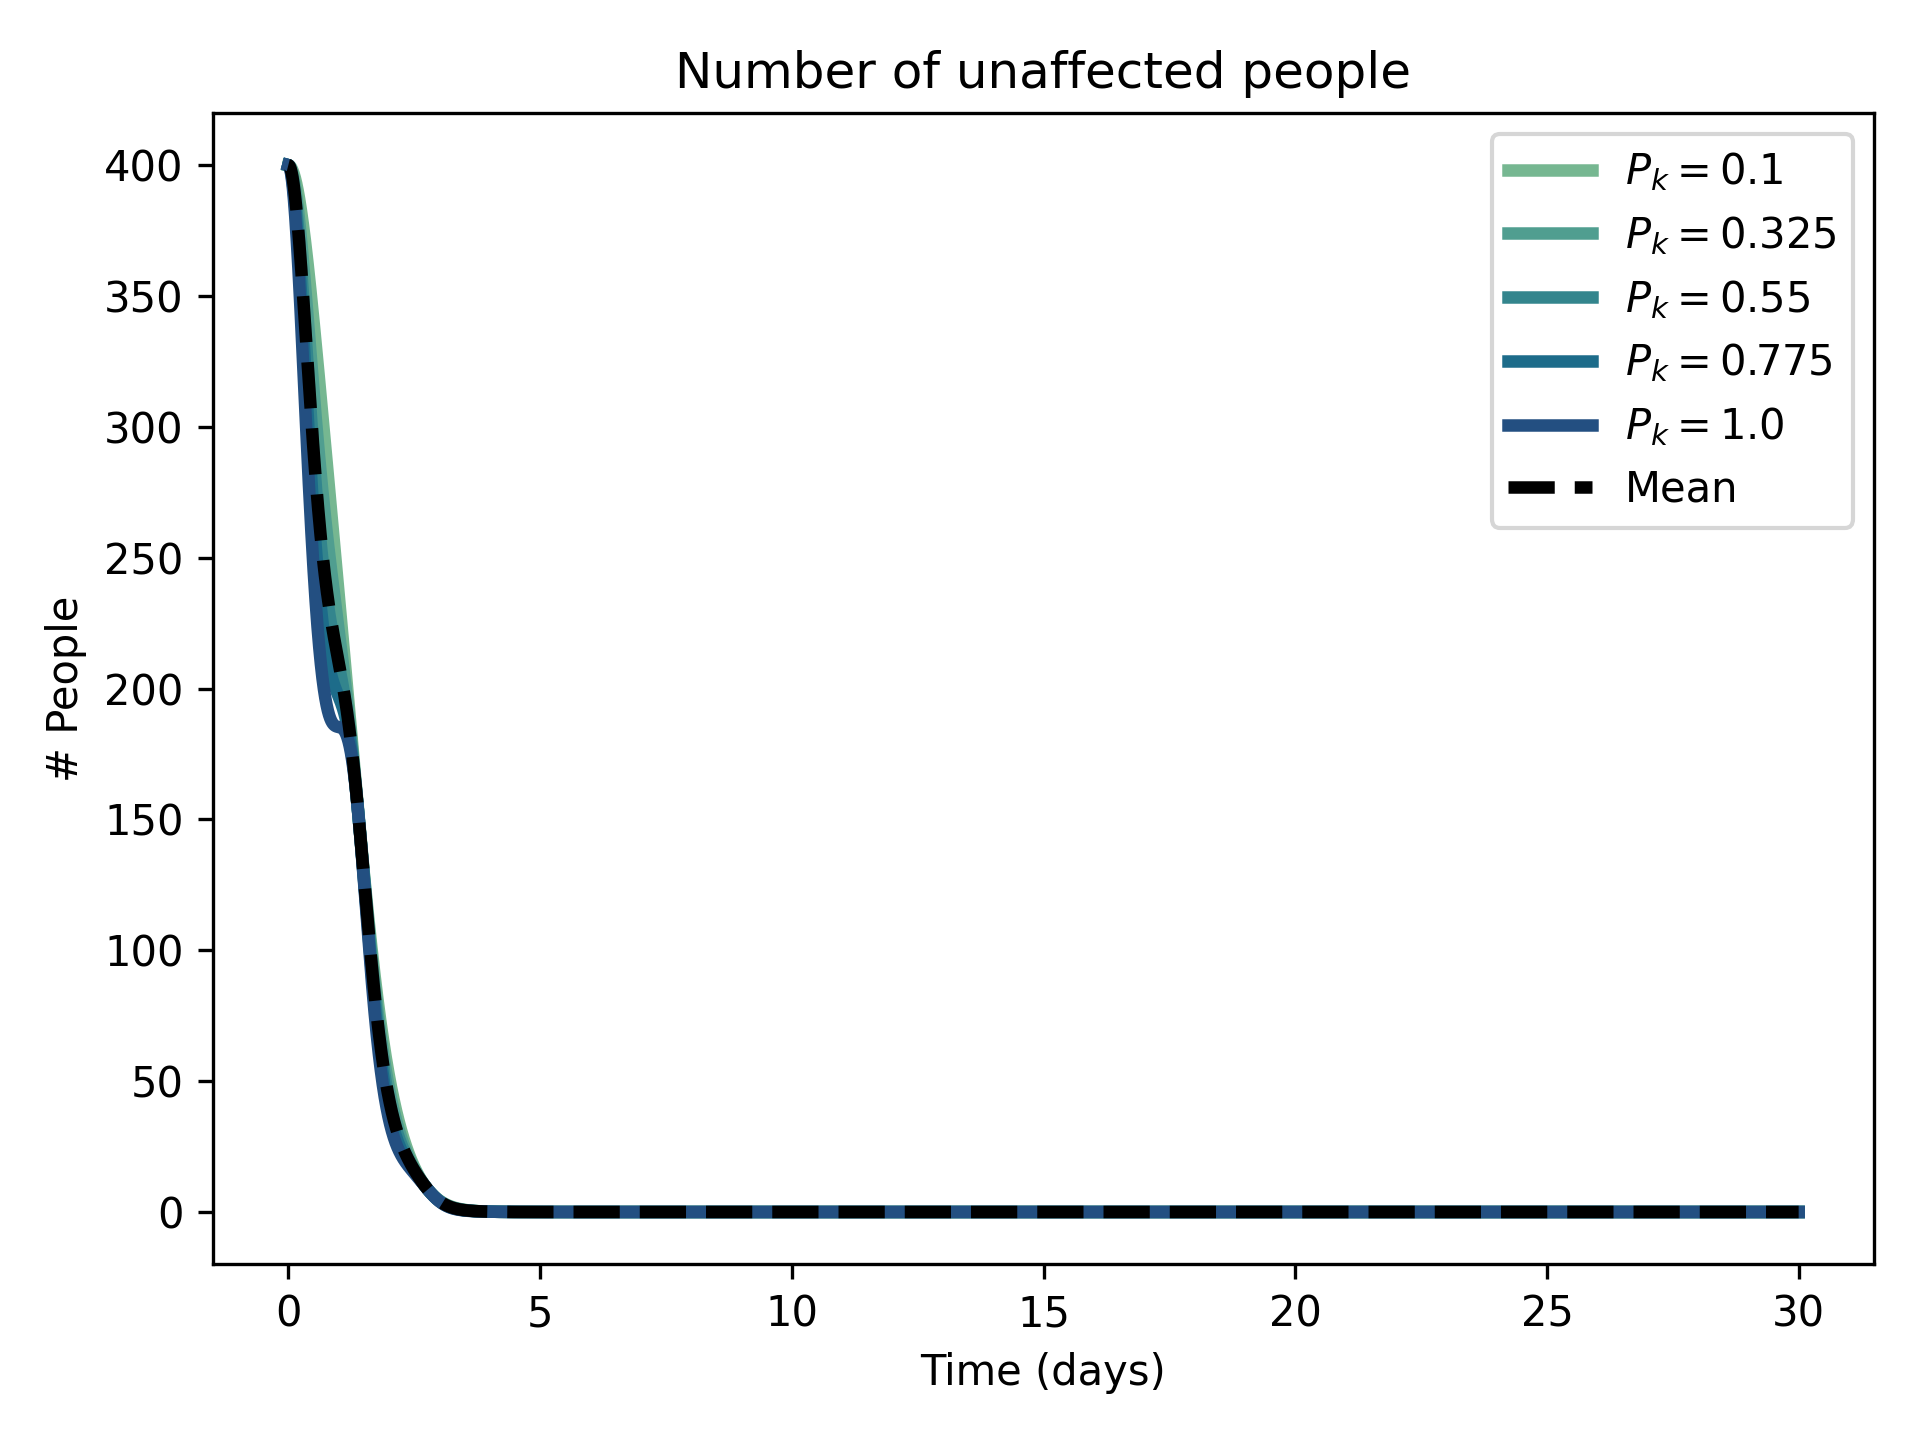 Number of unaffected people
400
350
300
250
200
150
100
50
0
# People
0 5 10 15 20 25 30
Time (days)
P_k = 0.1
P_k = 0.325
P_k = 0.55
P_k = 0.775
P_k = 1.0
Mean